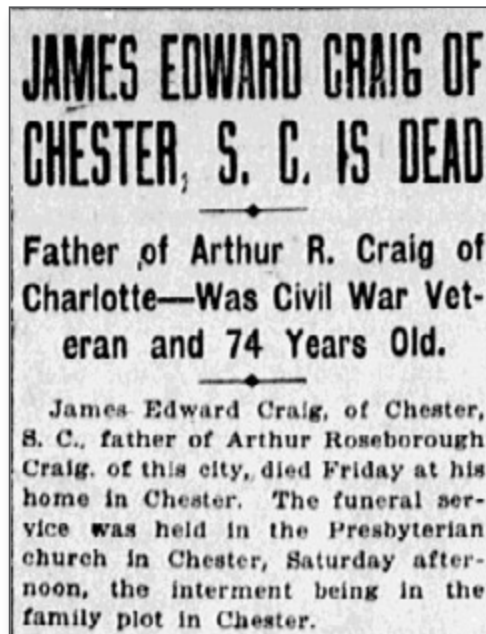 JAMES EDWARD CRAIG OF
CHESTER, S. C. IS DEAD
Father of Arthur R. Craig of
Charlotte—Was Civil War Vet-
eran and 74 Years Old.
James Edward Craig, of Chester,
S. C., father of Arthur Roseborough
Craig. of this city, died Friday at his
home in Chester. The funeral ser-
vice was held in the Presbyterian
church in Chester, Saturday after-
noon, the interment being in the
family plot in Chester.